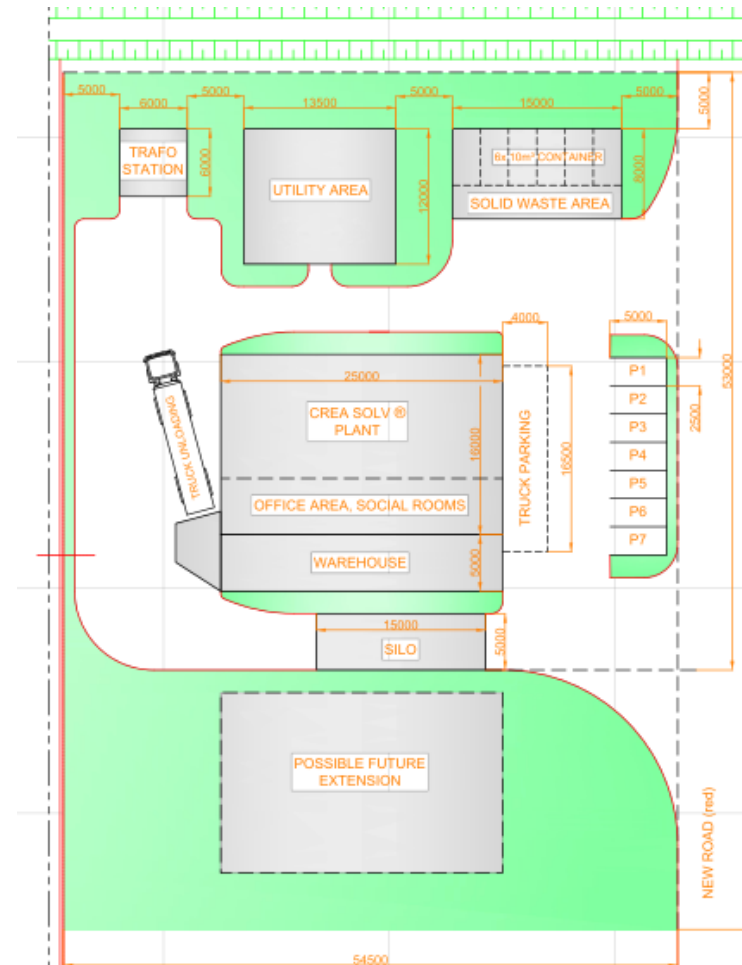 5000
6000
5000
13500
5000
15000
5000
5000
TRAFO
STATION
6000
UTILITY AREA
12000
6x 10m³ CONTAINER
8000
SOLID WASTE AREA
4000
5000
53000
25000
P1
2500
TRUCK UNLOADING
CREA SOLV ®
PLANT
16000
TRUCK PARKING
16500
P2
P3
P4
OFFICE AREA, SOCIAL ROOMS
P5
P6
P7
WAREHOUSE
5000
15000
5000
SILO
POSSIBLE FUTURE
EXTENSION
NEW ROAD (red)
54500